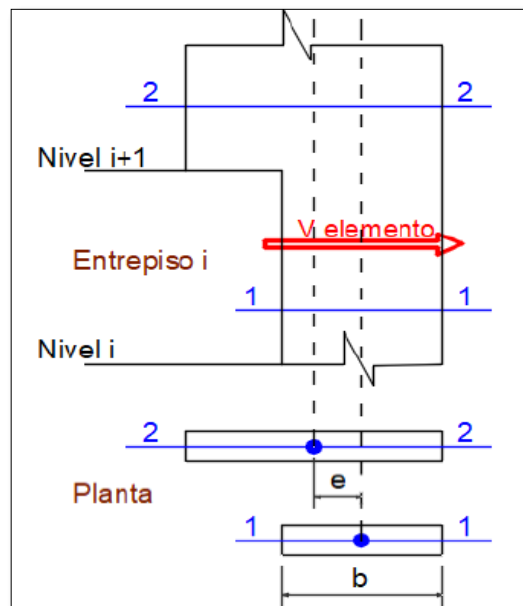 2 2
Nivel i+1
V elemento
Entrepiso i
1 1
Nivel i
2 2
e
Planta
1 1
b